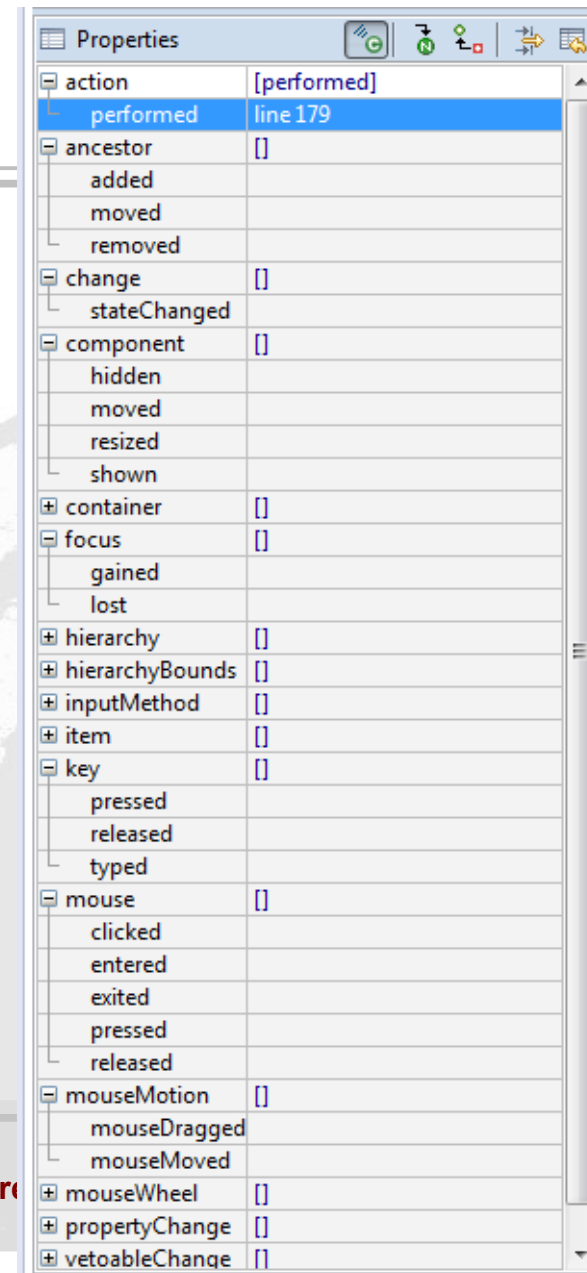 Properties
action [performed]
performed line 179
ancestor []
added
moved
removed
change []
stateChanged
component []
hidden
moved
resized
shown
container []
focus []
gained
lost
hierarchy []
hierarchyBounds []
inputMethod []
item []
key []
pressed
released
typed
mouse []
clicked
entered
exited
pressed
released
mouseMotion []
mouseDragged
mouseMoved
mouseWheel []
propertyChange []
vetoableChange []